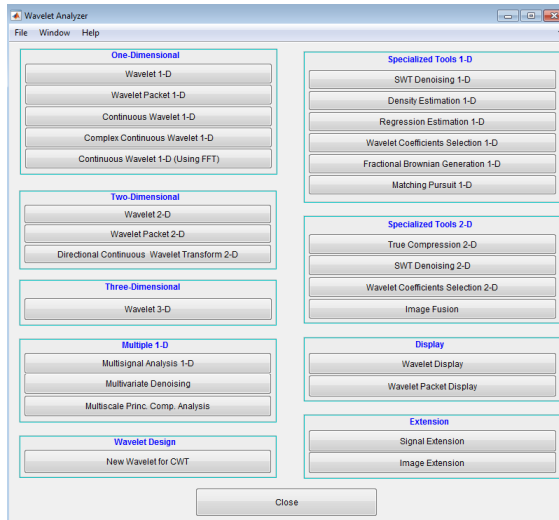 Wavelet Analyzer
File Window Help
One-Dimensional
Wavelet 1-D
Wavelet Packet 1-D
Continuous Wavelet 1-D
Complex Continuous Wavelet 1-D
Continuous Wavelet 1-D (Using FFT)
Two-Dimensional
Wavelet 2-D
Wavelet Packet 2-D
Directional Continuous Wavelet Transform 2-D
Three-Dimensional
Wavelet 3-D
Multiple 1-D
Multisignal Analysis 1-D
Multivariate Denoising
Multiscale Princ. Comp. Analysis
Wavelet Design
New Wavelet for CWT
Specialized Tools 1-D
SWT Denoising 1-D
Density Estimation 1-D
Regression Estimation 1-D
Wavelet Coefficients Selection 1-D
Fractional Brownian Generation 1-D
Matching Pursuit 1-D
Specialized Tools 2-D
True Compression 2-D
SWT Denoising 2-D
Wavelet Coefficients Selection 2-D
Image Fusion
Display
Wavelet Display
Wavelet Packet Display
Extension
Signal Extension
Image Extension
Close